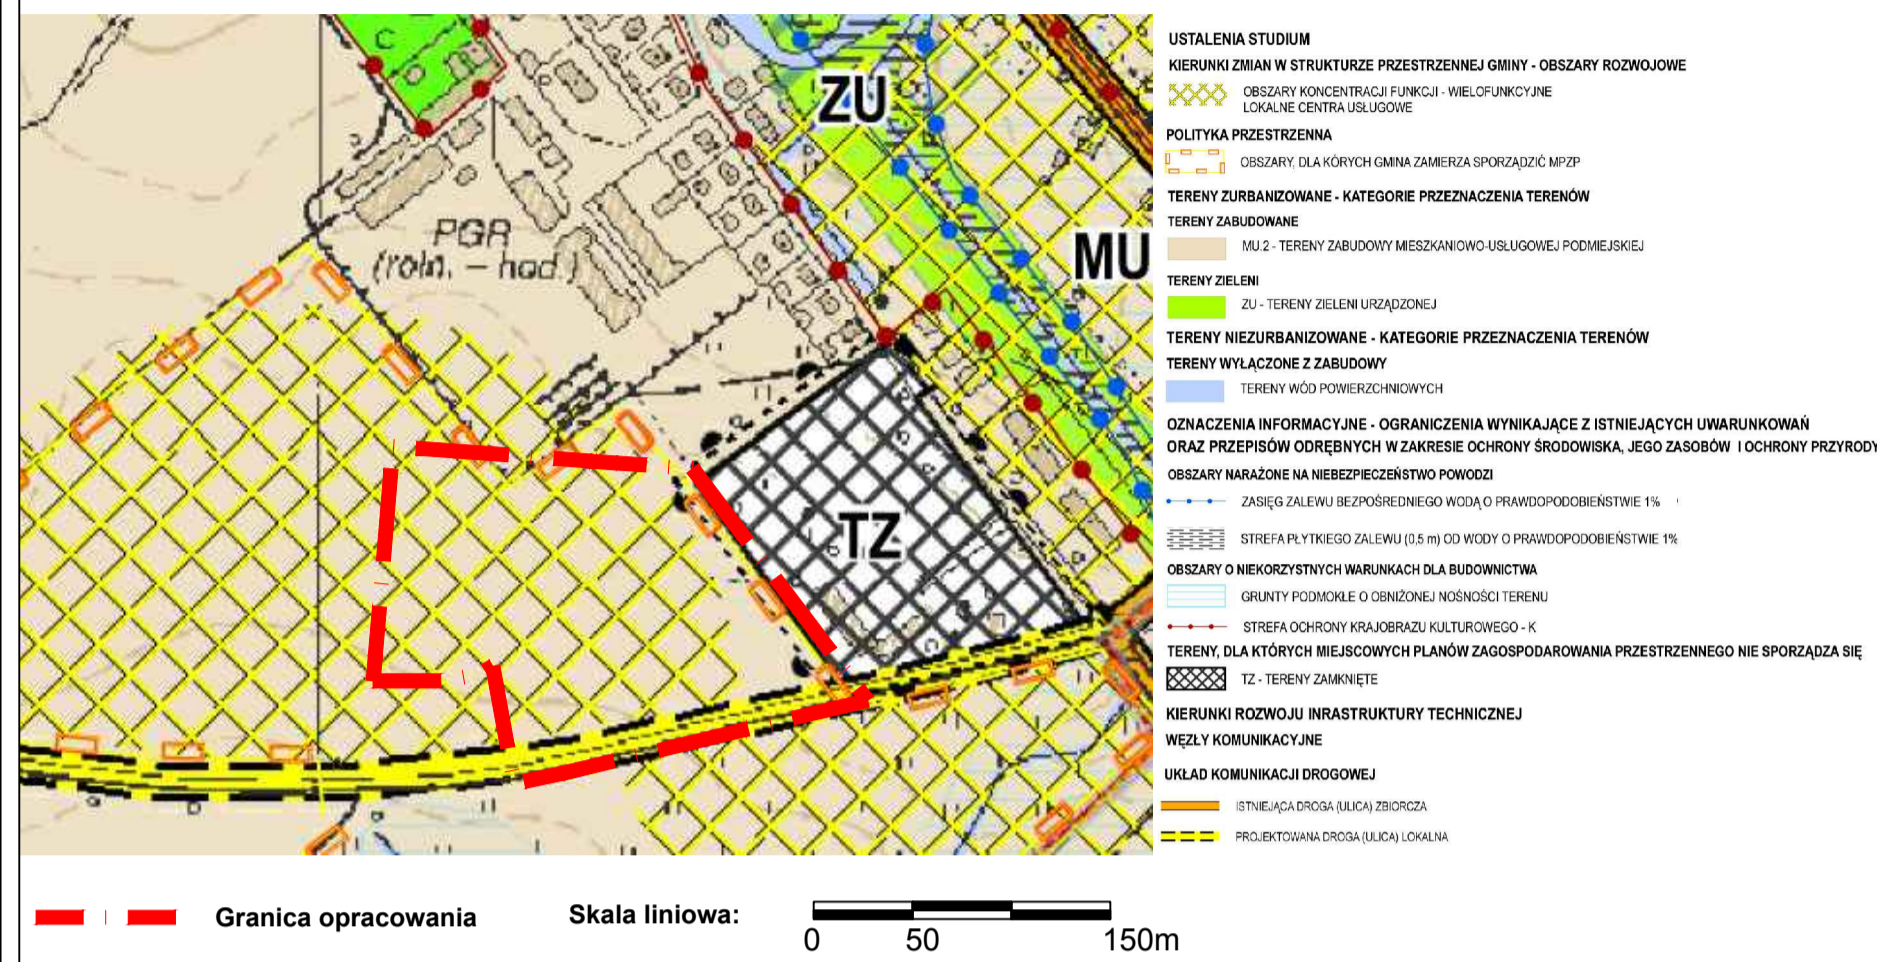 ZU
MU
PGR
(roln. – hod.)
TZ
USTALENIA STUDIUM
KIERUNKI ZMIAN W STRUKTURZE PRZESTRZENNEJ GMINY - OBSZARY ROZWOJOWE
OBSZARY KONCENTRACJI FUNKCJI - WIELOFUNKCYJNE
LOKALNE CENTRA USŁUGOWE
POLITYKA PRZESTRZENNA
OBSZARY, DLA KÓRYCH GMINA ZAMIERZA SPORZĄDZIĆ MPZP
TERENY ZURBANIZOWANE - KATEGORIE PRZEZNACZENIA TERENÓW
TERENY ZABUDOWANE
MU.2 - TERENY ZABUDOWY MIESZKANIOWO-USŁUGOWEJ PODMIEJSKIEJ
TERENY ZIELENI
ZU - TERENY ZIELENI URZĄDZONEJ
TERENY NIEZURBANIZOWANE - KATEGORIE PRZEZNACZENIA TERENÓW
TERENY WYŁĄCZONE Z ZABUDOWY
TERENY WÓD POWIERZCHNIOWYCH
OZNACZENIA INFORMACYJNE - OGRANICZENIA WYNIKAJĄCE Z ISTNIEJĄCYCH UWARUNKOWAŃ
ORAZ PRZEPISÓW ODRĘBNYCH W ZAKRESIE OCHRONY ŚRODOWISKA, JEGO ZASOBÓW I OCHRONY PRZYRODY
OBSZARY NARAŻONE NA NIEBEZPIECZEŃSTWO POWODZI
ZASIĘG ZALEWU BEZPOŚREDNIEGO WODĄ O PRAWDOPODOBIEŃSTWIE 1%
STREFA PŁYTKIEGO ZALEWU (0,5 m) OD WODY O PRAWDOPODOBIEŃSTWIE 1%
OBSZARY O NIEKORZYSTNYCH WARUNKACH DLA BUDOWNICTWA
GRUNTY PODMOKŁE O OBNIŻONEJ NOŚNOŚCI TERENU
STREFA OCHRONY KRAJOBRAZU KULTUROWEGO - K
TERENY, DLA KTÓRYCH MIEJSCOWYCH PLANÓW ZAGOSPODAROWANIA PRZESTRZENNEGO NIE SPORZĄDZA SIĘ
TZ - TERENY ZAMKNIĘTE
KIERUNKI ROZWOJU INRASTRUKTURY TECHNICZNEJ
WĘZŁY KOMUNIKACYJNE
UKŁAD KOMUNIKACJI DROGOWEJ
ISTNIEJĄCA DROGA (ULICA) ZBIORCZA
PROJEKTOWANA DROGA (ULICA) LOKALNA
Granica opracowania
Skala liniowa:
0 50 150m